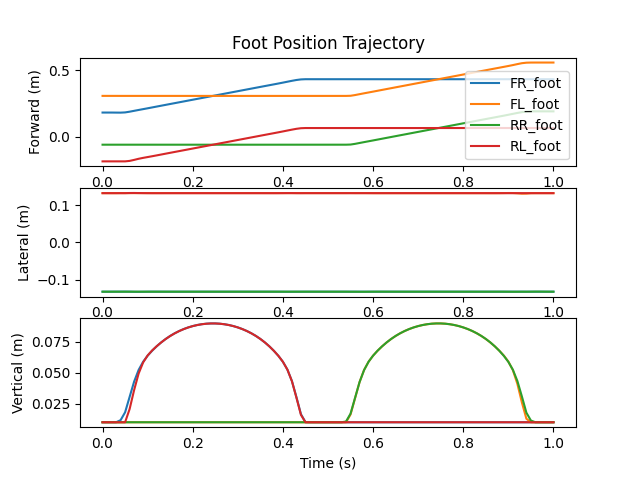 Foot Position Trajectory
Forward (m)
0.5
0.0
FR_foot
FL_foot
RR_foot
RL_foot
0.0 0.2 0.4 0.6 0.8 1.0
Lateral (m)
0.1
0.0
−0.1
0.0 0.2 0.4 0.6 0.8 1.0
Vertical (m)
0.075
0.050
0.025
0.0 0.2 0.4 0.6 0.8 1.0
Time (s)